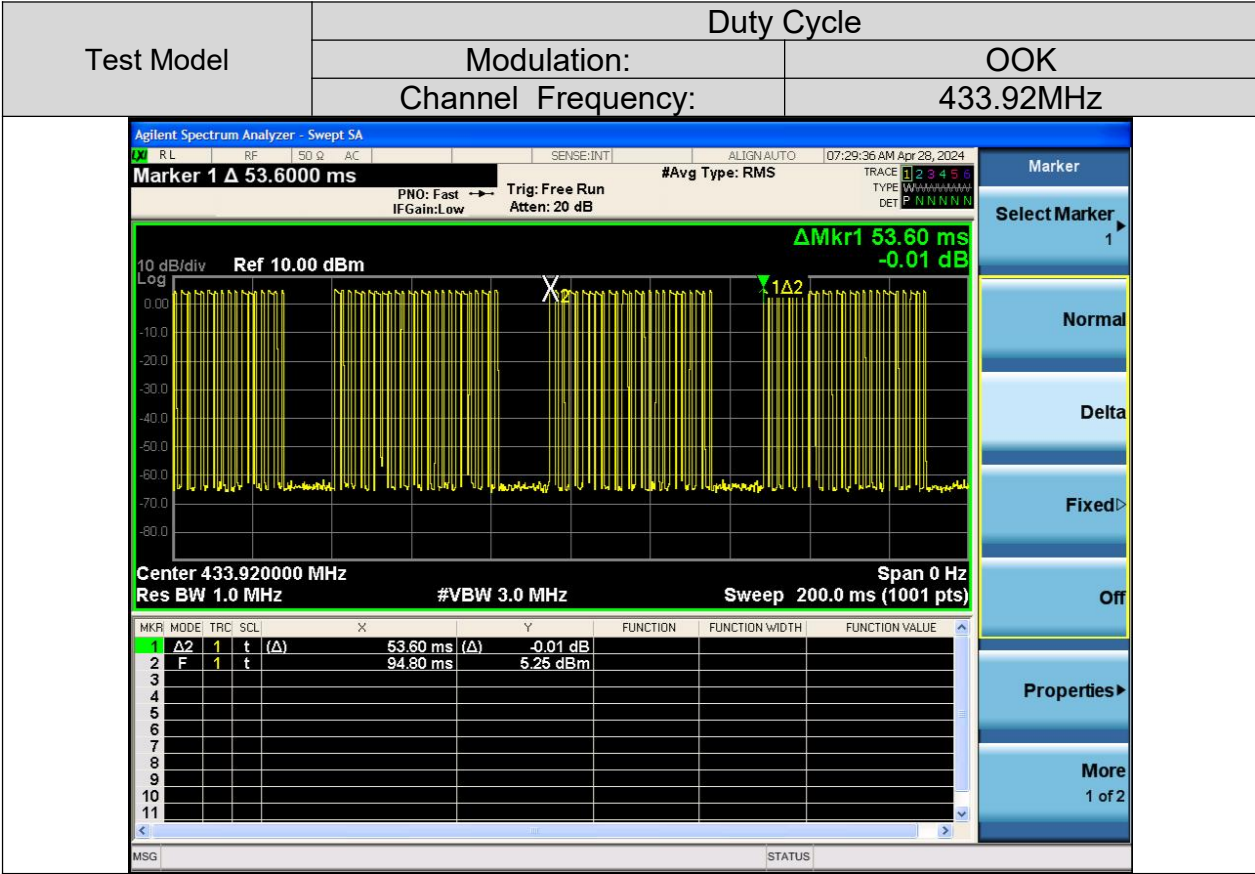 Test Model
Duty Cycle
Modulation: OOK
Channel Frequency: 433.92MHz
Agilent Spectrum Analyzer - Swept SA
LXI RL RF 50 Ω AC SENSE:INT ALIGN AUTO 07:29:36 AM Apr 28, 2024
Marker 1 Δ 53.6000 ms
PNO: Fast
IFGain:Low
Trig: Free Run
Atten: 20 dB
#Avg Type: RMS
TRACE 1 2 3 4 5 6
TYPE WWWWWW
DET P N N N N N
ΔMkr1 53.60 ms
-0.01 dB
10 dB/div Ref 10.00 dBm
Log
0.00
-10.0
-20.0
-30.0
-40.0
-50.0
-60.0
-70.0
-80.0
X2
1Δ2
Center 433.920000 MHz Span 0 Hz
Res BW 1.0 MHz #VBW 3.0 MHz Sweep 200.0 ms (1001 pts)
MKR MODE TRC SCL X Y FUNCTION FUNCTION WIDTH FUNCTION VALUE
1 Δ2 1 t (Δ) 53.60 ms (Δ) -0.01 dB
2 F 1 t 94.80 ms 5.25 dBm
3
4
5
6
7
8
9
10
11
MSG STATUS
Marker
Select Marker
1
Normal
Delta
Fixed
Off
Properties
More
1 of 2